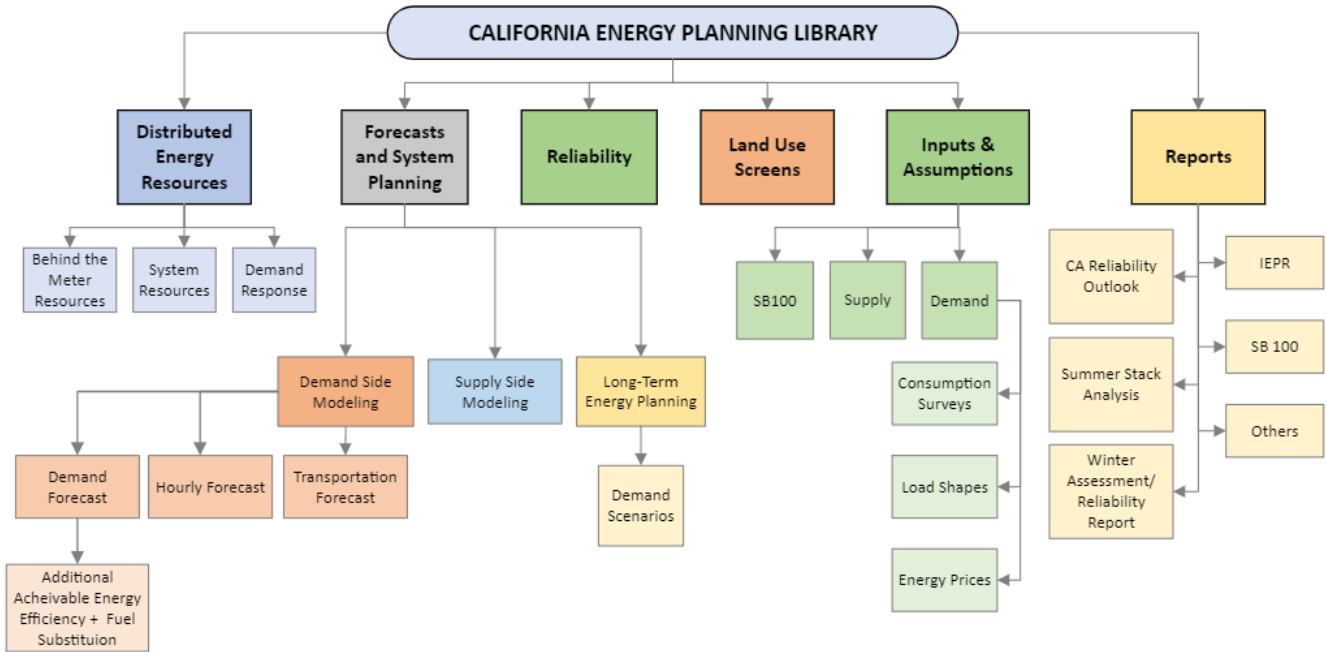 CALIFORNIA ENERGY PLANNING LIBRARY
Distributed
Energy
Resources
Forecasts
and System
Planning
Reliability
Land Use
Screens
Inputs &
Assumptions
Reports
Behind the
Meter
Resources
System
Resources
Demand
Response
SB100
Supply
Demand
CA Reliability
Outlook
IEPR
SB 100
Demand Side
Modeling
Supply Side
Modeling
Long-Term
Energy Planning
Consumption
Surveys
Summer Stack
Analysis
Others
Demand
Forecast
Hourly Forecast
Transportation
Forecast
Demand
Scenarios
Load Shapes
Winter
Assessment/
Reliability
Report
Additional
Acheivable Energy
Efficiency + Fuel
Substituion
Energy Prices